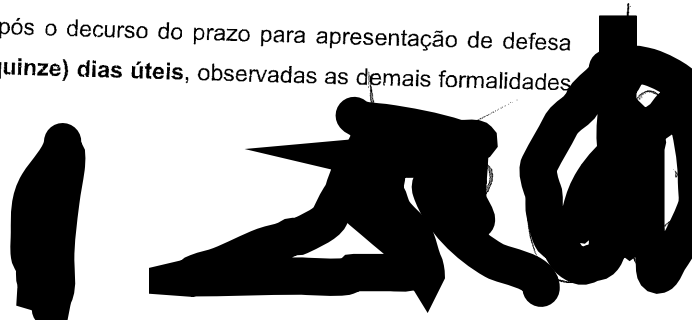 pós o decurso do prazo para apresentação de defesa
quinze) dias úteis, observadas as demais formalidades